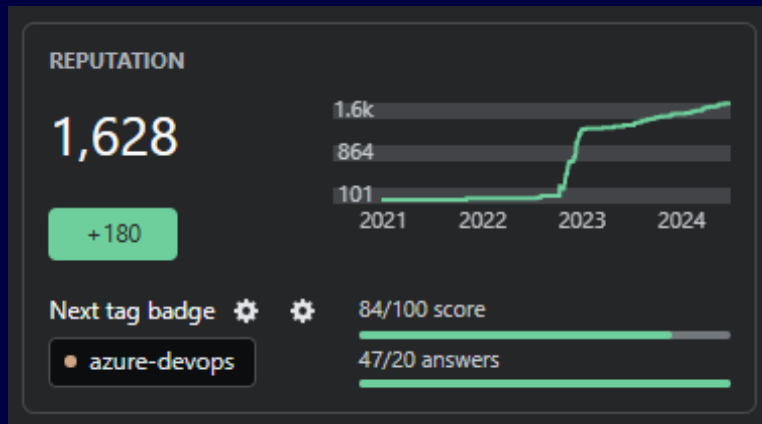 REPUTATION
1,628
+180
1.6k
864
101
2021 2022 2023 2024
Next tag badge
azure-devops
84/100 score
47/20 answers